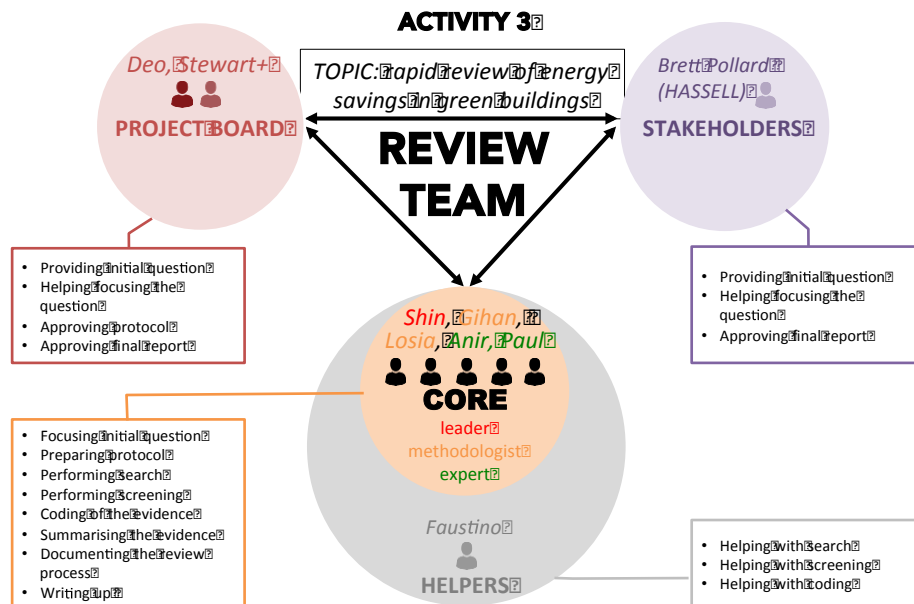 ACTIVITY 3
TOPIC: rapid review of energy
savings in green buildings
Deo, Stewart+
PROJECT BOARD
Brett Pollard
(HASSELL)
STAKEHOLDERS
REVIEW
TEAM
• Providing initial question
• Helping focusing the
question
• Approving protocol
• Approving final report
• Providing initial question
• Helping focusing the
question
• Approving final report
Shin, Gihan,
Losia, Anir, Paul
CORE
leader
methodologist
expert
• Focusing initial question
• Preparing protocol
• Performing search
• Performing screening
• Coding of the evidence
• Summarising the evidence
• Documenting the review
process
• Writing up
Faustino
HELPERS
• Helping with search
• Helping with screening
• Helping with coding